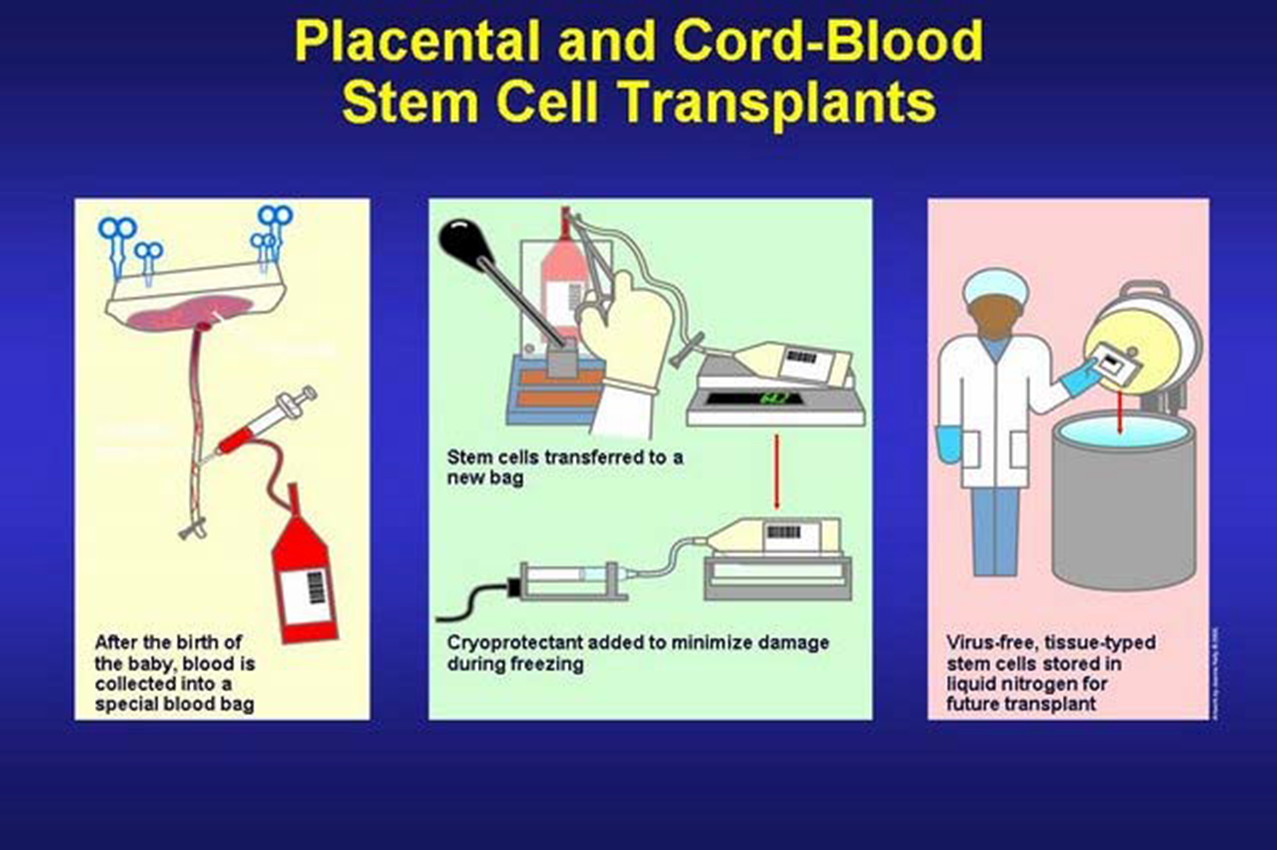 Placental and Cord-Blood
Stem Cell Transplants
After the birth of
the baby, blood is
collected into a
special blood bag
64.2
Stem cells transferred to a
new bag
Cryoprotectant added to minimize damage
during freezing
Virus-free, tissue-typed
stem cells stored in
liquid nitrogen for
future transplant